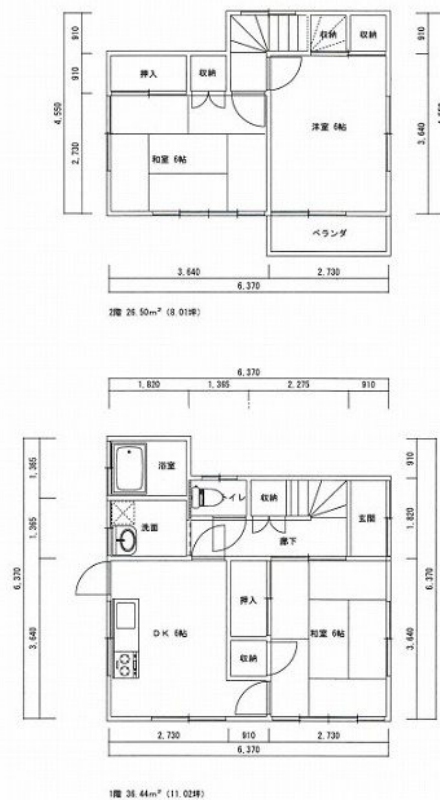 910
収納
収納
910
910
押入
収納
4,550
洋室 6帖
2,730
和室 6帖
3,640
ベランダ
3,640
2,730
6,370
2階 26.50m² (8.01坪)
6,370
1,820
1,365
2,275
910
浴室
1,365
910
トイレ
収納
玄関
洗面
1,365
1,820
廊下
6,370
6,370
押入
DK 6帖
和室 6帖
3,640
3,640
収納
2,730
910
2,730
6,370
1階 36.44m² (11.02坪)